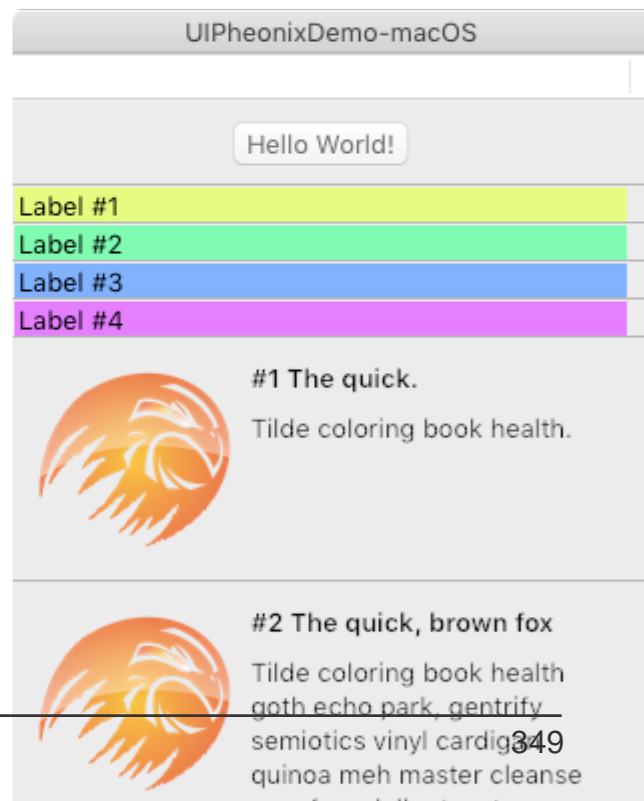 UIPheonixDemo-macOS
Hello World!
Label #1
Label #2
Label #3
Label #4
#1 The quick.
Tilde coloring book health.
#2 The quick, brown fox
Tilde coloring book health
goth echo park, gentrify
semiotics vinyl cardigan
349
quinoa meh master cleanse